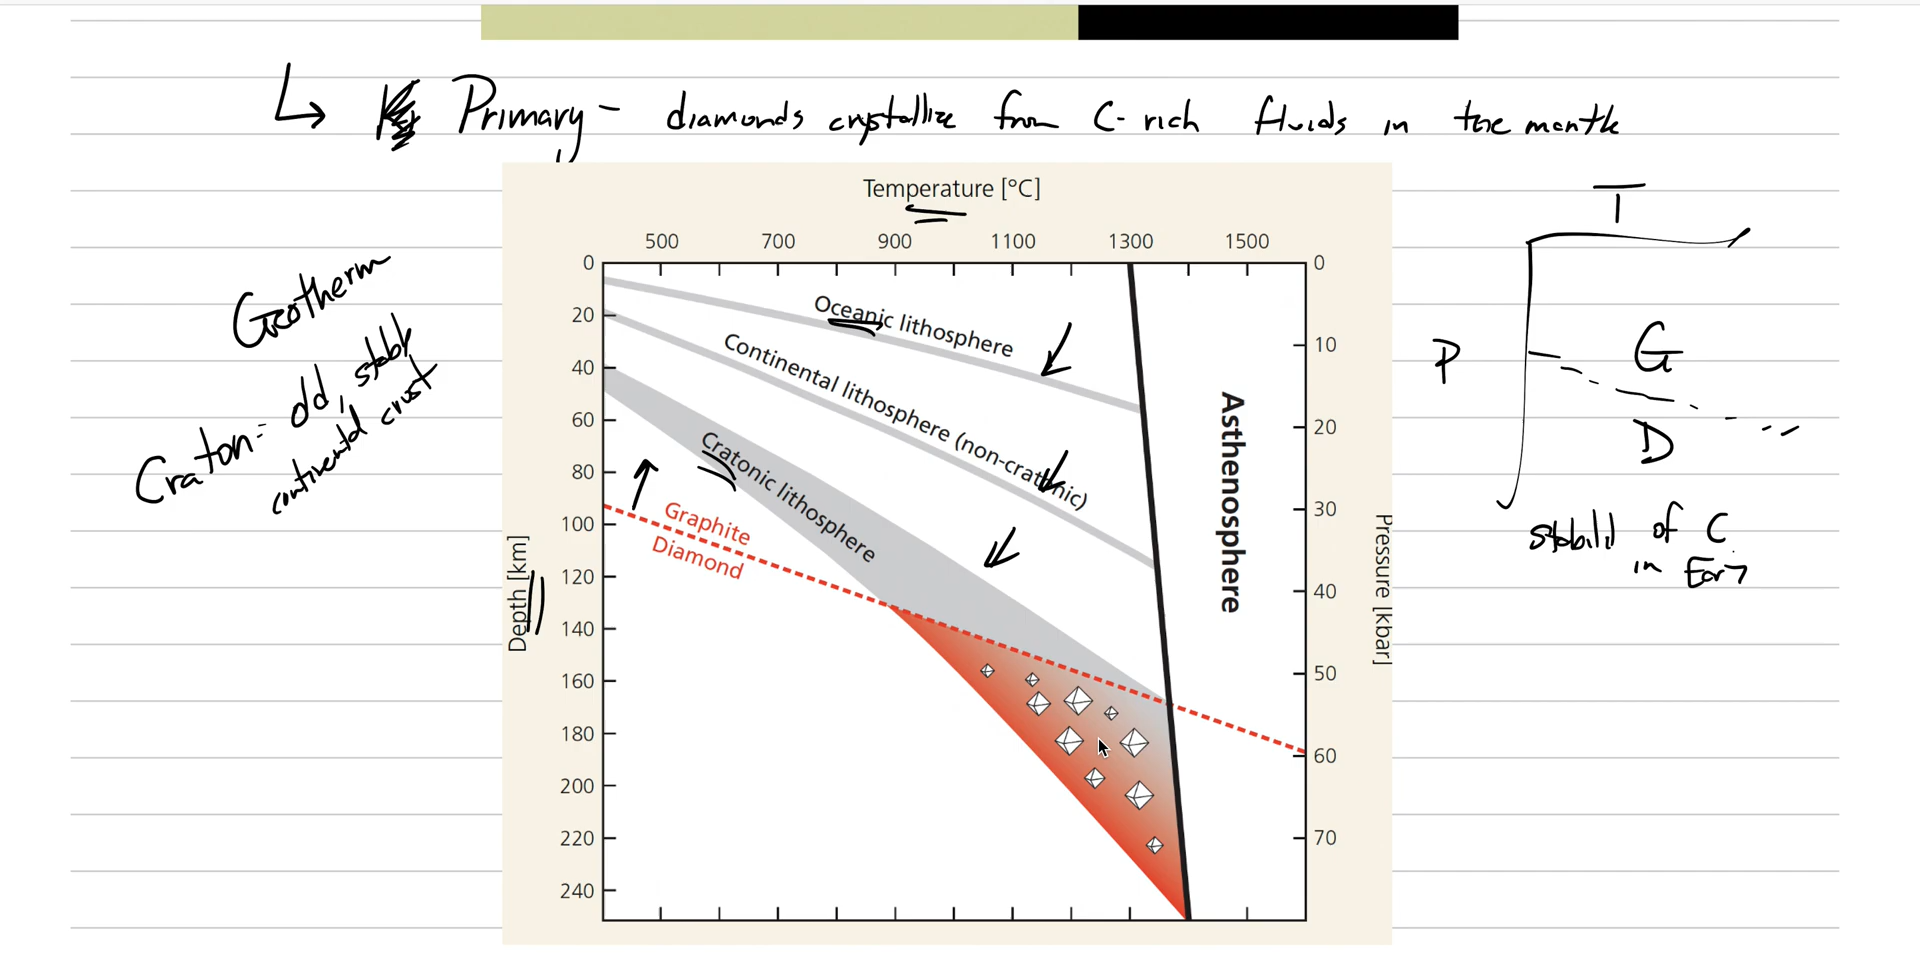 Primary - diamonds crystallize from C-rich fluids in the mantle
Temperature [°C]
500 700 900 1100 1300 1500
0
20
40
60
80
100
120
140
160
180
200
220
240
Depth [km]
Oceanic lithosphere
Continental lithosphere (non-cratonic)
Cratonic lithosphere
Graphite
Diamond
Asthenosphere
0
10
20
30
40
50
60
70
Pressure [kbar]
Geotherm
Craton = old, stable
continental crust
T
P
G
D
of C
in